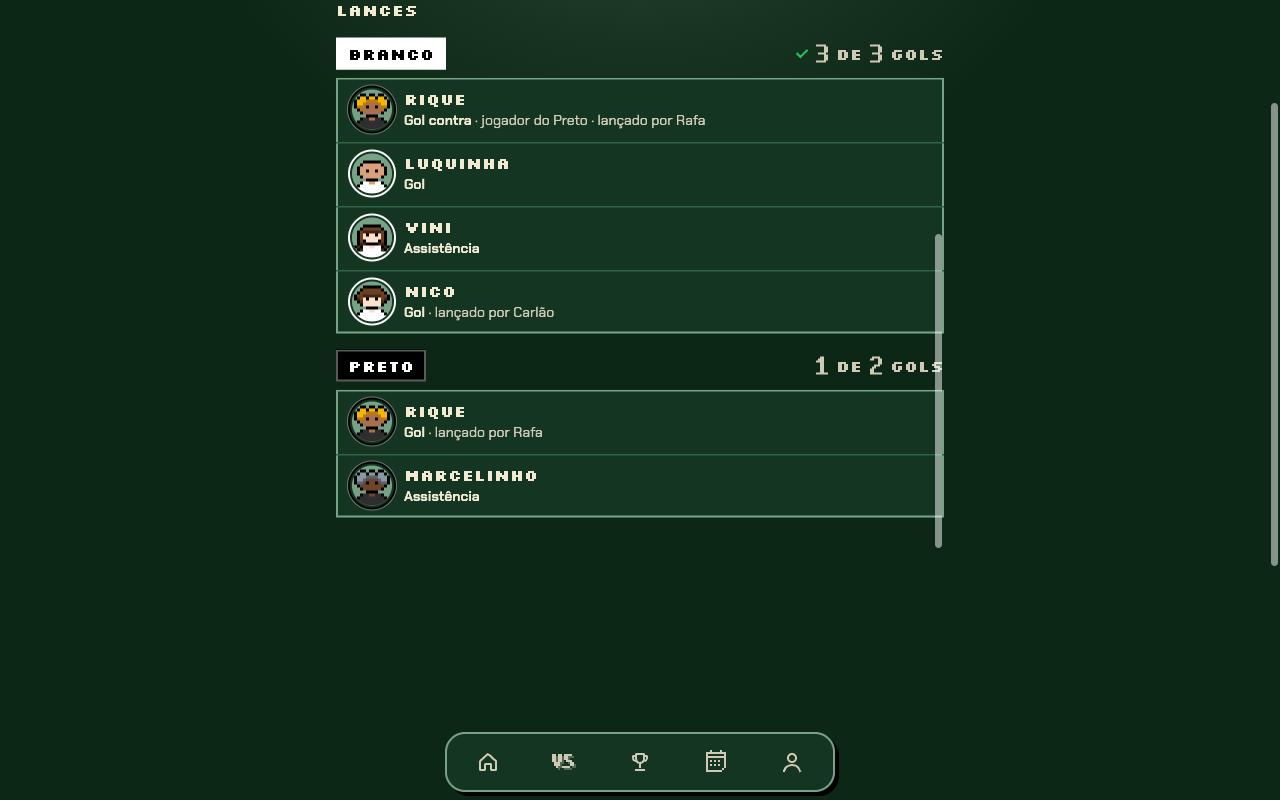 LANCES
BRANCO
3 DE 3 GOLS
RIQUE
Gol contra · jogador do Preto · lançado por Rafa
LUQUINHA
Gol
VINI
Assistência
NICO
Gol · lançado por Carlão
PRETO
1 DE 2 GOLS
RIQUE
Gol · lançado por Rafa
MARCELINHO
Assistência
VS